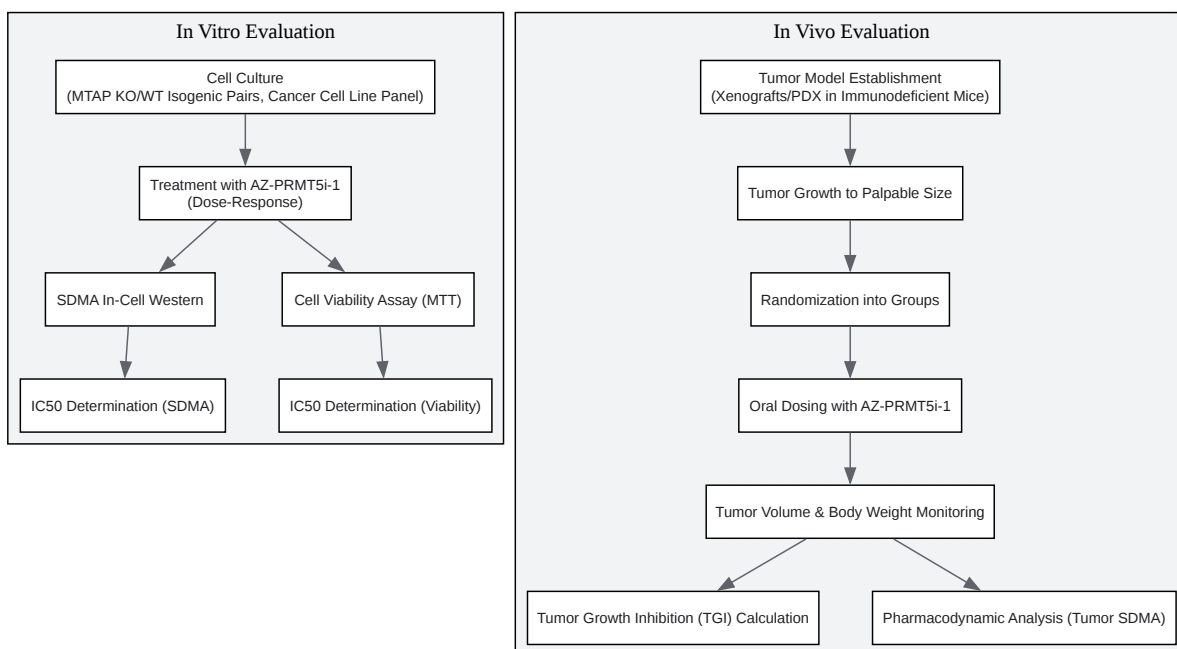 In Vitro Evaluation
Cell Culture
(MTAP KO/WT Isogenic Pairs, Cancer Cell Line Panel)
Treatment with AZ-PRMT5i-1
(Dose-Response)
SDMA In-Cell Western
Cell Viability Assay (MTT)
IC50 Determination (SDMA)
IC50 Determination (Viability)
In Vivo Evaluation
Tumor Model Establishment
(Xenografts/PDX in Immunodeficient Mice)
Tumor Growth to Palpable Size
Randomization into Groups
Oral Dosing with AZ-PRMT5i-1
Tumor Volume & Body Weight Monitoring
Tumor Growth Inhibition (TGI) Calculation
Pharmacodynamic Analysis (Tumor SDMA)